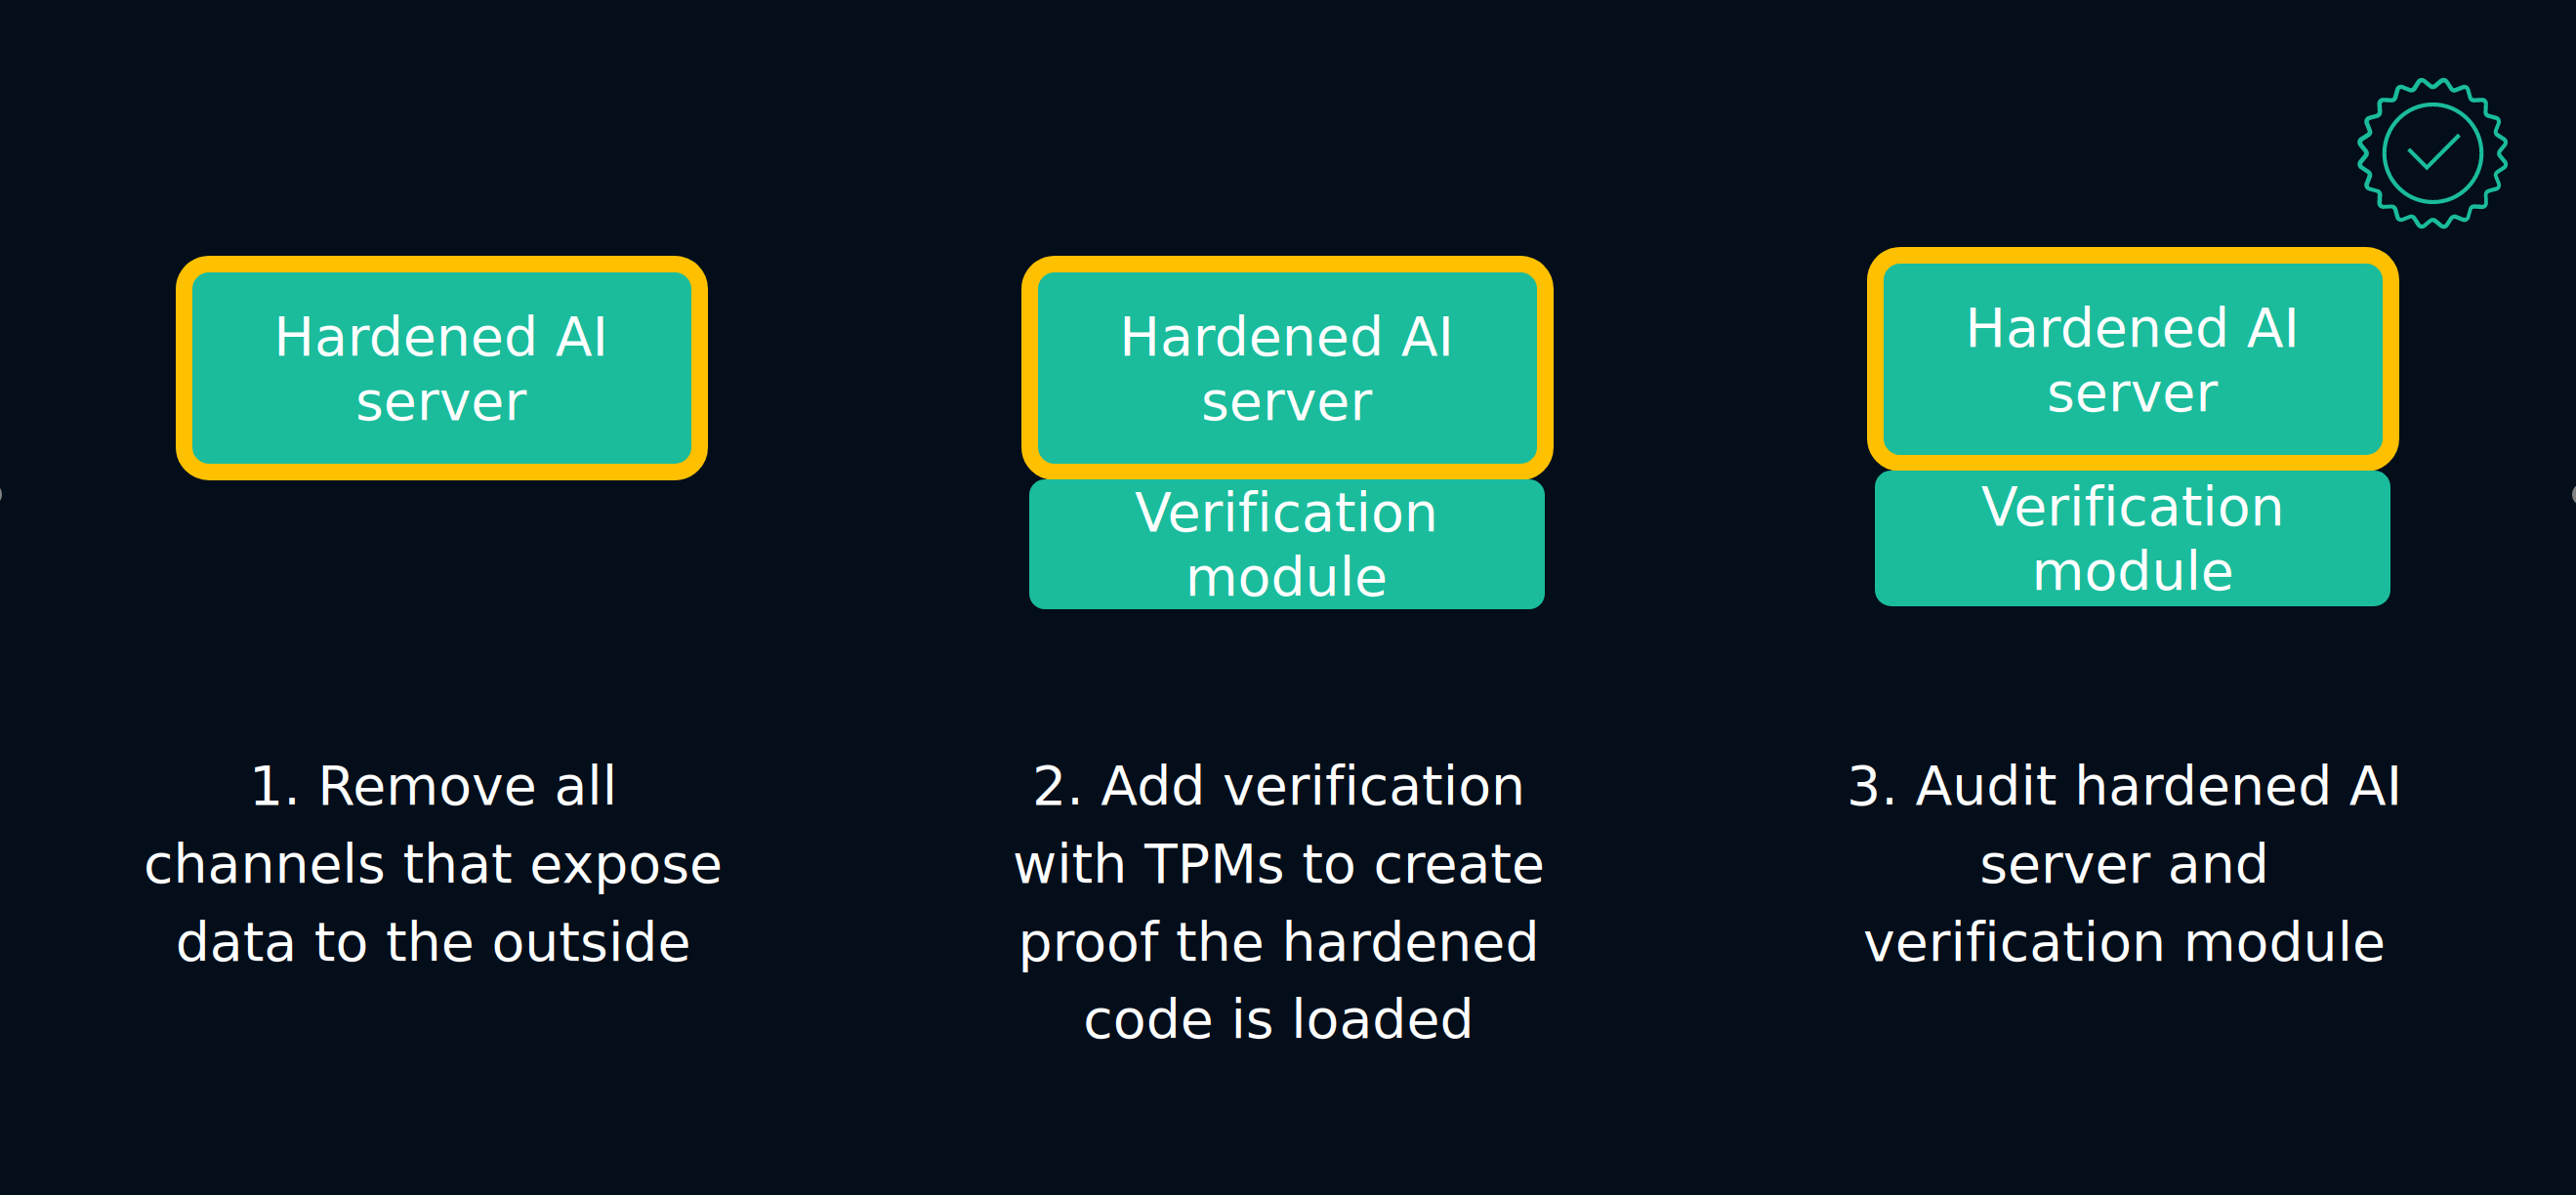 Hardened AI
server
Hardened AI
server
Verification
module
Hardened AI
server
Verification
module
1. Remove all
channels that expose
data to the outside
2. Add verification
with TPMs to create
proof the hardened
code is loaded
3. Audit hardened AI
server and
verification module